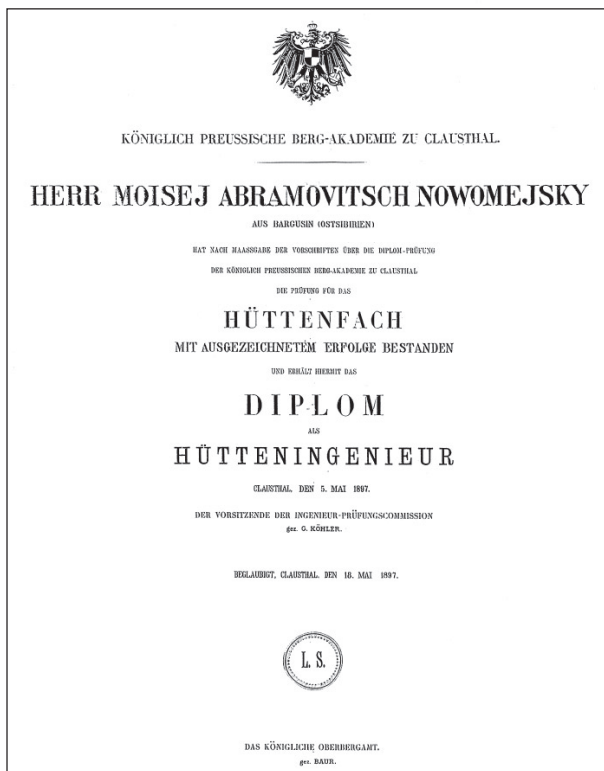 KÖNIGLICH PREUSSISCHE BERG-AKADEMIE ZU CLAUSTHAL.
HERR MOISEJ ABRAMOVITSCH NOWOMEJSKY
AUS BARGUSIN (OSTSIBIRIEN)
HAT NACH MAASSGABE DER VORSCHRIFTEN ÜBER DIE DIPLOM-PRÜFUNG
DER KÖNIGLICH PREUSSISCHEN BERG-AKADEMIE ZU CLAUSTHAL
DIE PRÜFUNG FÜR DAS
HÜTTENFACH
MIT AUSGEZEICHNETEM ERFOLGE BESTANDEN
UND ERHÄLT HIERMIT DAS
DIPLOM
ALS
HÜTTENINGENIEUR
CLAUSTHAL, DEN 5. MAI 1897.
DER VORSITZENDE DER INGENIEUR-PRÜFUNGSCOMMISSION
gez. G. KÖHLER.
BEGLAUBIGT, CLAUSTHAL, DEN 18. MAI 1897.
L. S.
DAS KÖNIGLICHE OBERBERGAMT.
gez. BAUR.